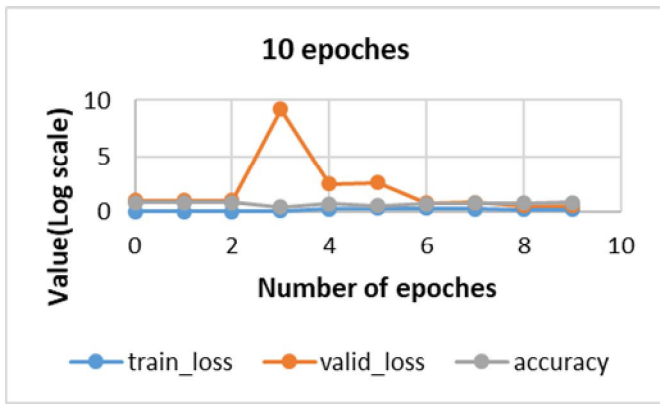 10 epoches
Value(Log scale)
10
5
0
0 2 4 6 8 10
Number of epoches
train_loss valid_loss accuracy